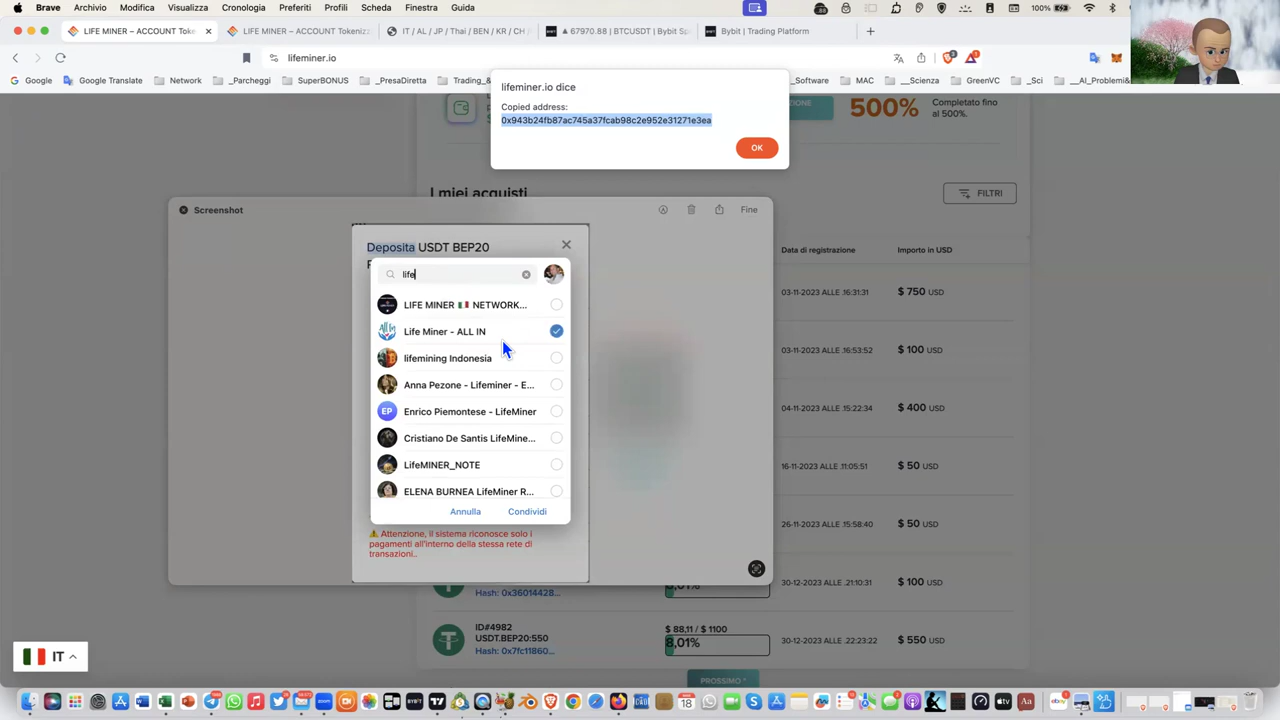 Brave Archivio Modifica Visualizza Cronologia Preferiti Profili Scheda Finestra Aiuto 100%
LIFE MINER – ACCOUNT Toke
LIFE MINER – ACCOUNT Tokeniz
IT / AL / JP / Thai / BEN / KR / CH /
▲ 67970.88 | BTCUSDT | Bybit Sp
Bybit | Trading Platform
lifeminer.io
Google
Google Translate
Network
_Parcheggi
SuperBONUS
_PresaDiretta
Trading_
_Software
MAC
__Scienza
GreenVC
_Sci
___AI_Problemi&
lifeminer.io dice
Copied address:
0x943b24fb87ac745a37fcab98c2e952e31271e3ea
OK
500%
Completato fino
al 500%.
I miei acquisti
FILTRI
Screenshot
Fine
Deposita USDT BEP20
life
LIFE MINER 🇮🇹 NETWORK...
Life Miner - ALL IN
lifemining Indonesia
Anna Pezone - Lifeminer - E...
EP Enrico Piemontese - LifeMiner
Cristiano De Santis LifeMine...
LifeMINER_NOTE
ELENA BURNEA LifeMiner R...
Annulla
Condividi
⚠ Attenzione, il sistema riconosce solo i
pagamenti all'interno della stessa rete di
transazioni..
Data di registrazione
Importo in USD
03-11-2023 ALLE .16:31:31
$ 750 USD
03-11-2023 ALLE .16:53:52
$ 100 USD
04-11-2023 ALLE .15:22:34
$ 400 USD
16-11-2023 ALLE .11:05:51
$ 50 USD
26-11-2023 ALLE .15:58:40
$ 50 USD
30-12-2023 ALLE .21:10:31
$ 100 USD
Hash: 0x36014428...
8,01%
ID#4982
USDT.BEP20:550
Hash: 0x7fc11860...
$ 88,11 / $ 1100
8,01%
30-12-2023 ALLE .22:23:22
$ 550 USD
IT
PROSSIMO